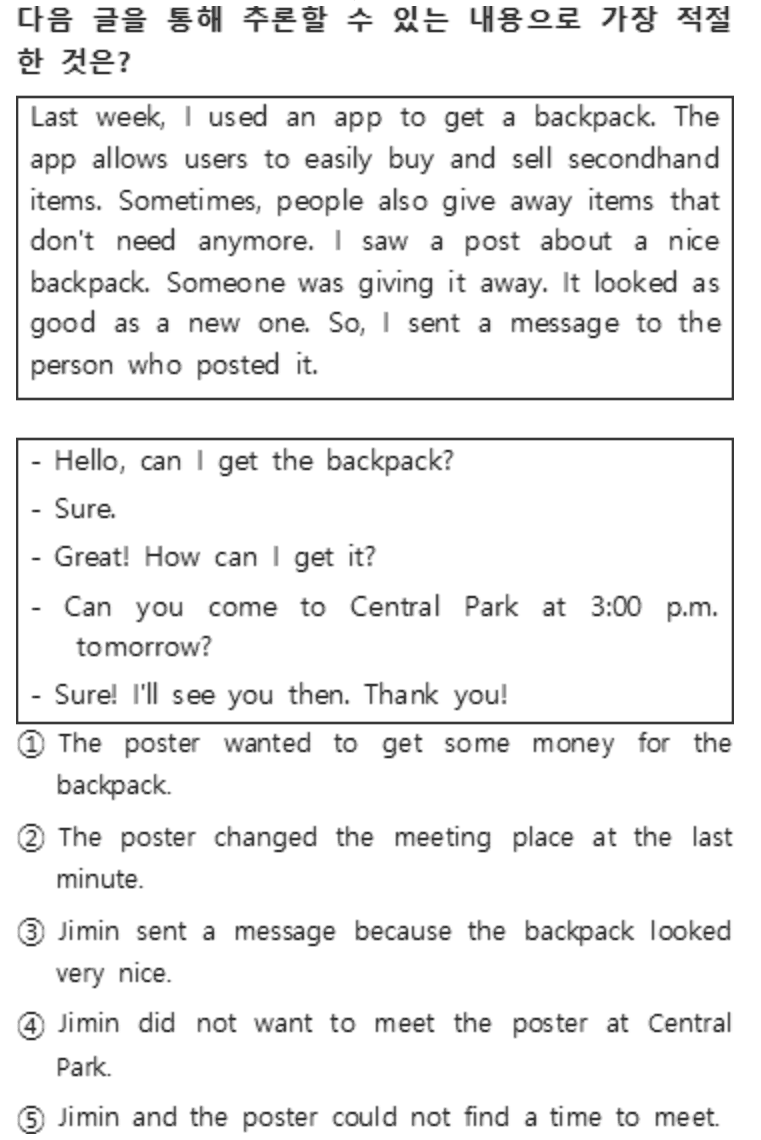 다음 글을 통해 추론할 수 있는 내용으로 가장 적절
한 것은?
Last week, I used an app to get a backpack. The
app allows users to easily buy and sell secondhand
items. Sometimes, people also give away items that
don't need anymore. I saw a post about a nice
backpack. Someone was giving it away. It looked as
good as a new one. So, I sent a message to the
person who posted it.
- Hello, can I get the backpack?
- Sure.
- Great! How can I get it?
- Can you come to Central Park at 3:00 p.m.
tomorrow?
- Sure! I'll see you then. Thank you!
① The poster wanted to get some money for the
backpack.
② The poster changed the meeting place at the last
minute.
③ Jimin sent a message because the backpack looked
very nice.
④ Jimin did not want to meet the poster at Central
Park.
⑤ Jimin and the poster could not find a time to meet.